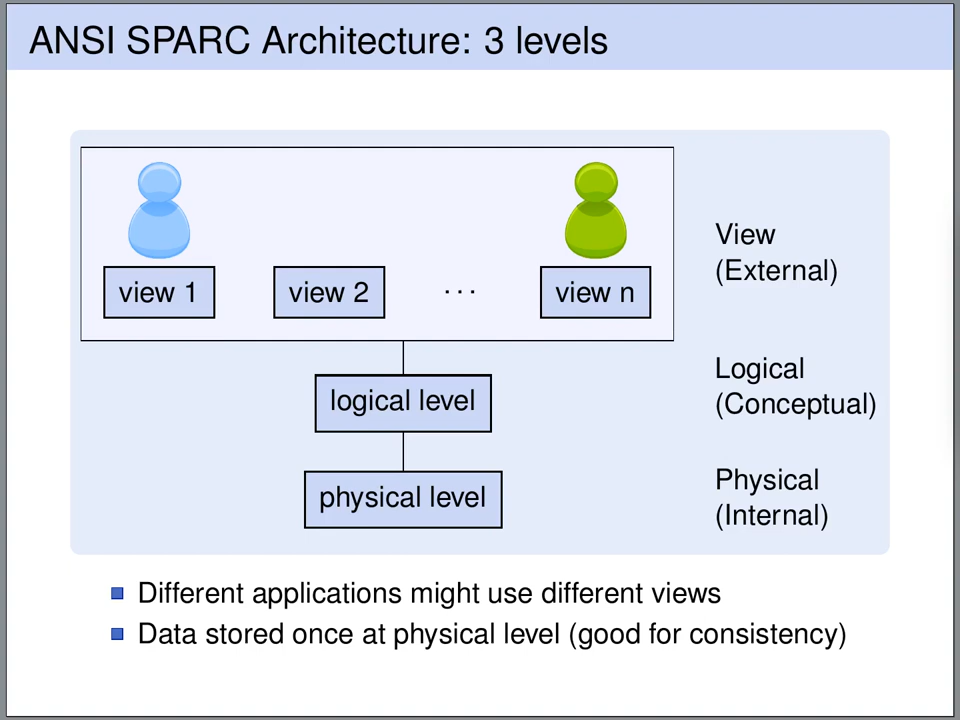 ANSI SPARC Architecture: 3 levels
view 1
view 2
...
view n
View
(External)
logical level
Logical
(Conceptual)
physical level
Physical
(Internal)
Different applications might use different views
Data stored once at physical level (good for consistency)